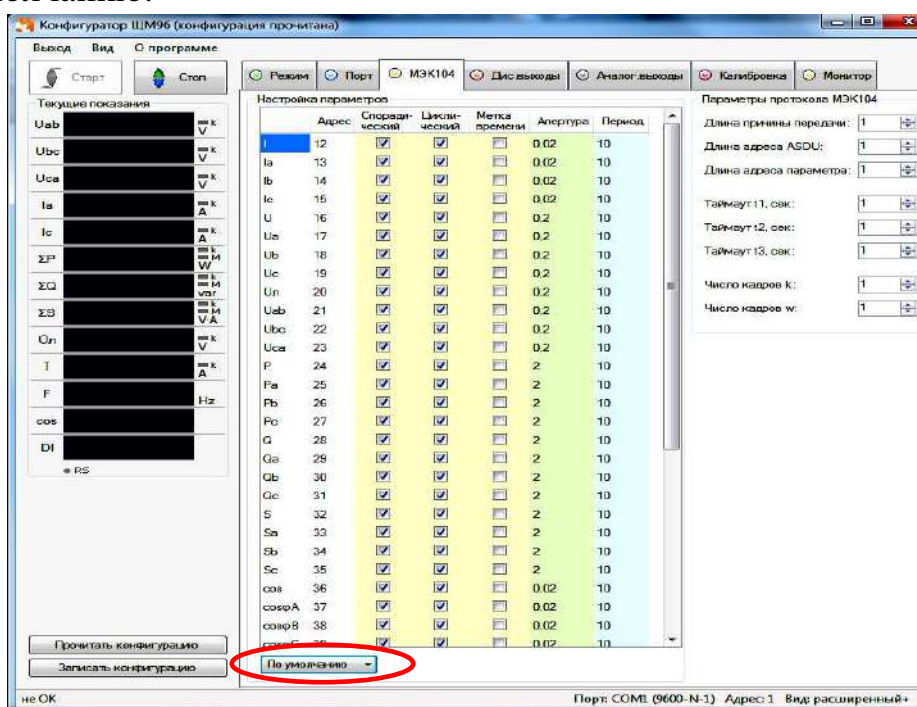 Конфигуратор ЩМ96 (конфигурация прочитана)
Выход Вид О программе
Старт Стоп
Текущие показания
Uab k V
Ubc k V
Uca k V
Ia k A
Ic k A
ΣP k M W
ΣQ k M var
ΣS k M V·A
k V
I k A
F Hz
cos
DI
RS
Прочитать конфигурацию
Записать конфигурацию
Режим Порт МЭК104 Дис.выходы Аналог.выходы Калибровка Монитор
Настройка параметров
Адрес Споради-ческий Цикли-ческий Метка времени Апертура Период
I 12 0.02 10
Ia 13 0.02 10
Ib 14 0.02 10
Ic 15 0.02 10
U 16 0.2 10
Ua 17 0.2 10
Ub 18 0.2 10
Uc 19 0.2 10
Un 20 0.2 10
Uab 21 0.2 10
Ubc 22 0.2 10
Uca 23 0.2 10
P 24 2 10
Pa 25 2 10
Pb 26 2 10
Pc 27 2 10
Q 28 2 10
Qa 29 2 10
Qb 30 2 10
Qc 31 2 10
S 32 2 10
Sa 33 2 10
Sb 34 2 10
Sc 35 2 10
cos 36 0.02 10
cosφA 37 0.02 10
cosφB 38 0.02 10
0.02 10
По умолчанию
Параметры протокола МЭК104
Длина причины передачи: 1
Длина адреса ASDU: 1
Длина адреса параметра: 1
Таймаут t1, сек: 1
Таймаут t2, сек: 1
Таймаут t3, сек: 1
Число кадров k: 1
Число кадров w: 1
не OK
Порт: COM1 (9600-N-1) Адрес: 1 Вид: расширенный+